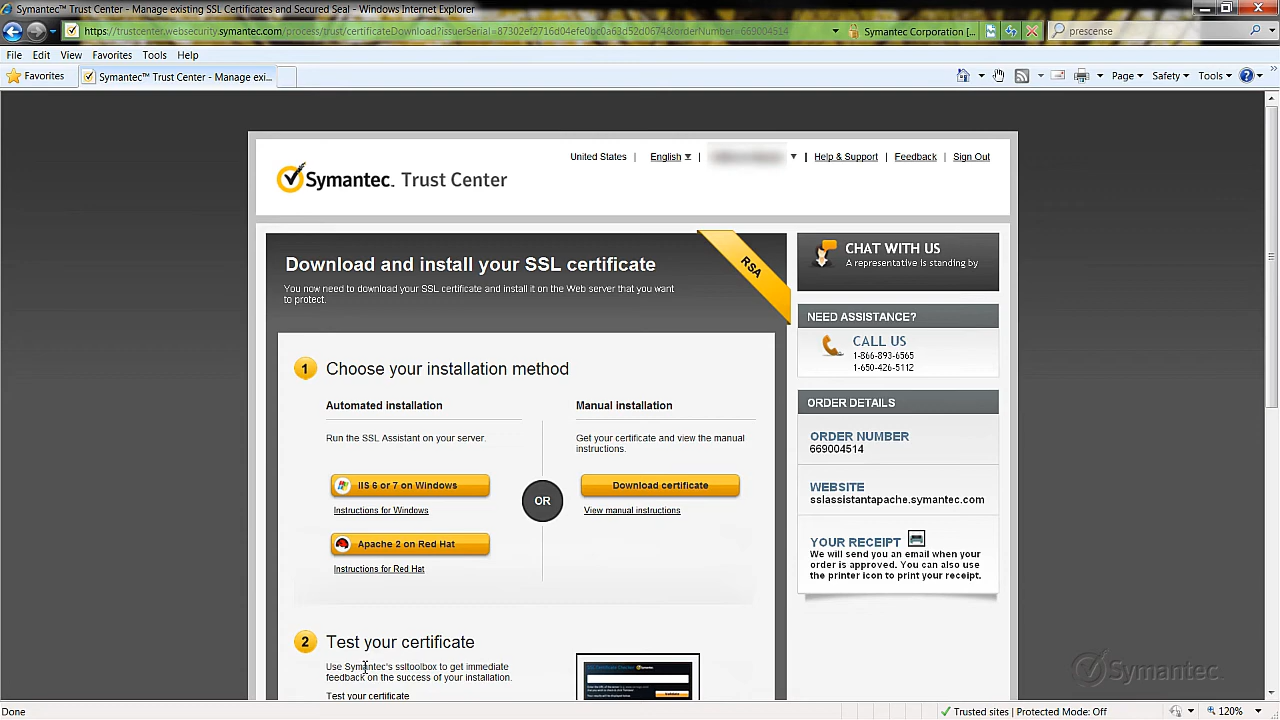 Symantec™ Trust Center - Manage existing SSL Certificates and Secured Seal - Windows Internet Explorer
https://trustcenter.websecurity.symantec.com/process/trust/certificateDownload?issuerSerial=87302ef2716d04efe0bc0a63d52d0674&orderNumber=669004514
Symantec Corporation [...
prescense
File Edit View Favorites Tools Help
Favorites
Symantec™ Trust Center - Manage exi...
Page Safety Tools
United States | English | | Help & Support | Feedback | Sign Out
Symantec. Trust Center
Download and install your SSL certificate
You now need to download your SSL certificate and install it on the Web server that you want
to protect.
RSA
1 Choose your installation method
Automated installation
Run the SSL Assistant on your server.
IIS 6 or 7 on Windows
Instructions for Windows
Apache 2 on Red Hat
Instructions for Red Hat
OR
Manual installation
Get your certificate and view the manual
instructions.
Download certificate
View manual instructions
2 Test your certificate
Use Symantec's ssltoolbox to get immediate
feedback on the success of your installation.
Test your certificate
CHAT WITH US
A representative is standing by
NEED ASSISTANCE?
CALL US
1-866-893-6565
1-650-426-5112
ORDER DETAILS
ORDER NUMBER
669004514
WEBSITE
sslassistantapache.symantec.com
YOUR RECEIPT
We will send you an email when your
order is approved. You can also use
the printer icon to print your receipt.
Symantec.
Done
Trusted sites | Protected Mode: Off
120%